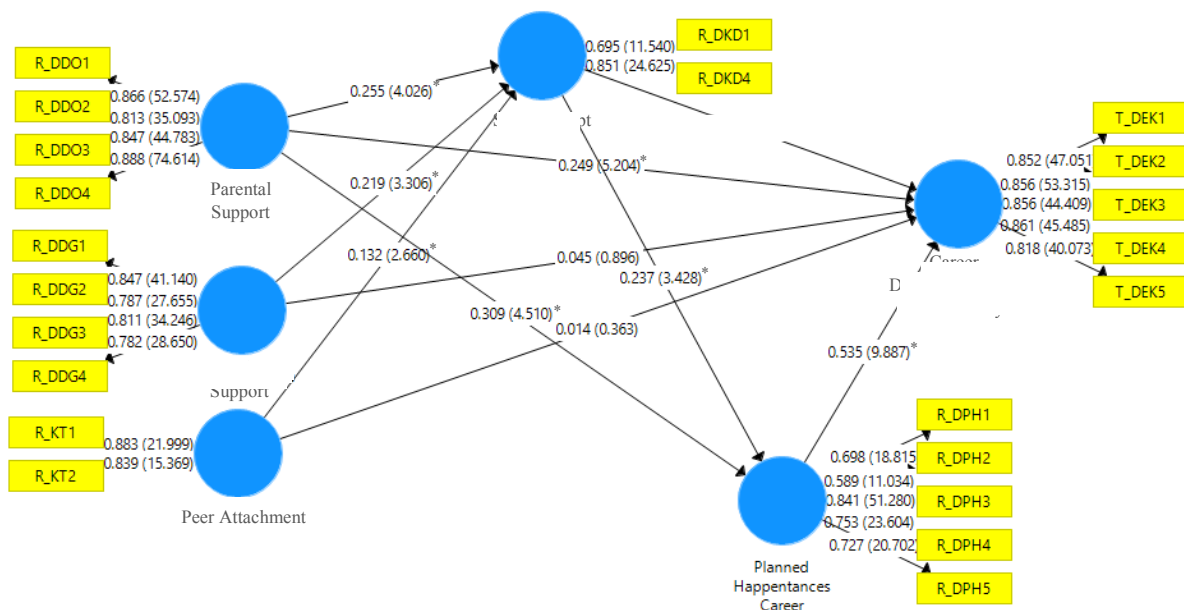 R_DDO1
R_DDO2
R_DDO3
R_DDO4
0.866 (52.574)
0.813 (35.093)
0.847 (44.783)
0.888 (74.614)
Parental
Support
R_DDG1
R_DDG2
R_DDG3
R_DDG4
0.847 (41.140)
0.787 (27.655)
0.811 (34.246)
0.782 (28.650)
Support
R_KT1
R_KT2
0.883 (21.999)
0.839 (15.369)
Peer Attachment
0.695 (11.540)
0.851 (24.625)
R_DKD1
R_DKD4
0.255 (4.026)*
0.249 (5.204)*
0.219 (3.306)*
0.132 (2.660)*
0.045 (0.896)
0.237 (3.428)*
0.309 (4.510)*
0.014 (0.363)
0.535 (9.887)*
Career
T_DEK1
T_DEK2
T_DEK3
T_DEK4
T_DEK5
0.852 (47.051
0.856 (53.315)
0.856 (44.409)
0.861 (45.485)
0.818 (40.073)
R_DPH1
R_DPH2
R_DPH3
R_DPH4
R_DPH5
0.698 (18.815
0.589 (11.034)
0.841 (51.280)
0.753 (23.604)
0.727 (20.702)
Planned
Happentances
Career